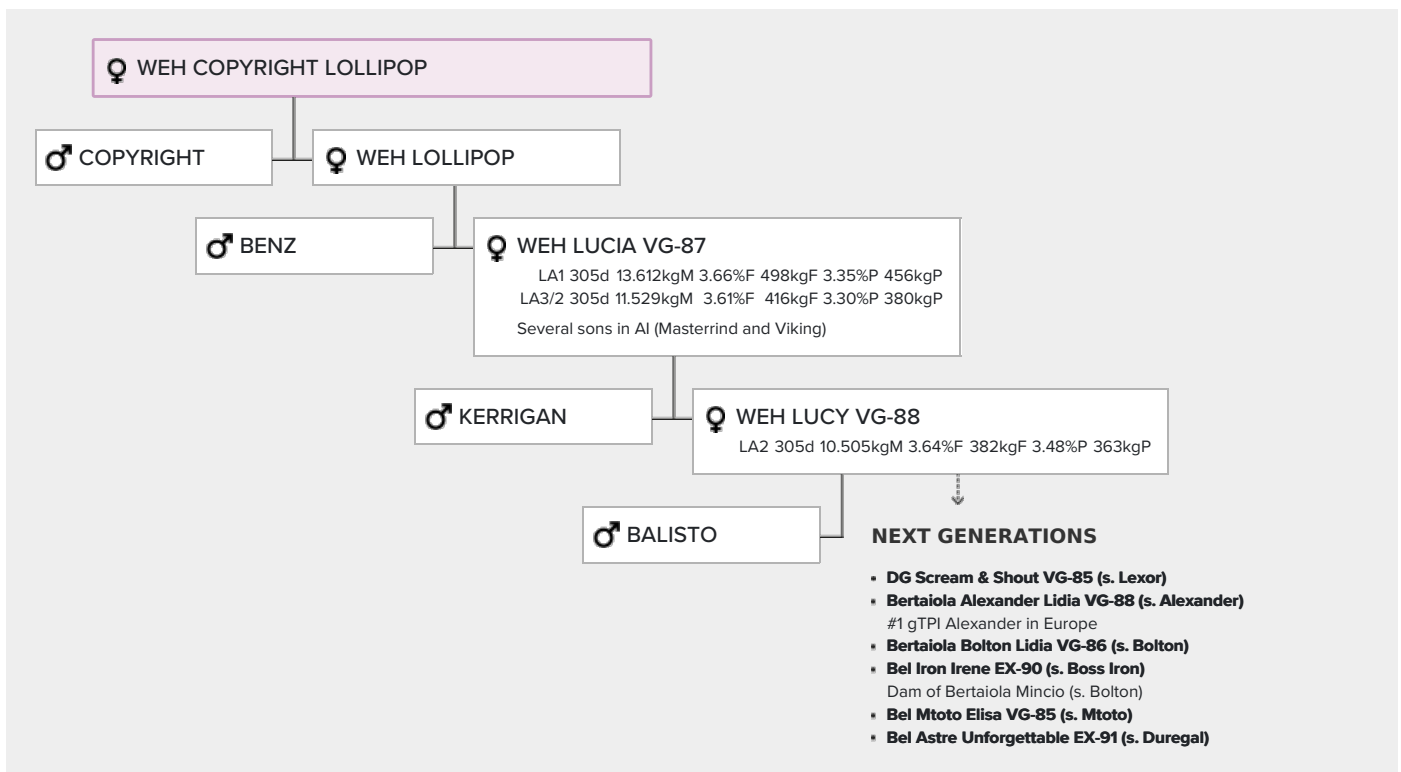 WEH COPYRIGHT LOLLIPOP
COPYRIGHT
WEH LOLLIPOP
BENZ
WEH LUCIA VG-87
LA1 305d 13.612kgM 3.66%F 498kgF 3.35%P 456kgP
LA3/2 305d 11.529kgM 3.61%F 416kgF 3.30%P 380kgP
Several sons in AI (Masterrind and Viking)
KERRIGAN
WEH LUCY VG-88
LA2 305d 10.505kgM 3.64%F 382kgF 3.48%P 363kgP
BALISTO
NEXT GENERATIONS
▪ DG Scream & Shout VG-85 (s. Lexor)
▪ Bertaiola Alexander Lidia VG-88 (s. Alexander)
#1 gTPI Alexander in Europe
▪ Bertaiola Bolton Lidia VG-86 (s. Bolton)
▪ Bel Iron Irene EX-90 (s. Boss Iron)
Dam of Bertaiola Mincio (s. Bolton)
▪ Bel Mtoto Elisa VG-85 (s. Mtoto)
▪ Bel Astre Unforgettable EX-91 (s. Duregal)